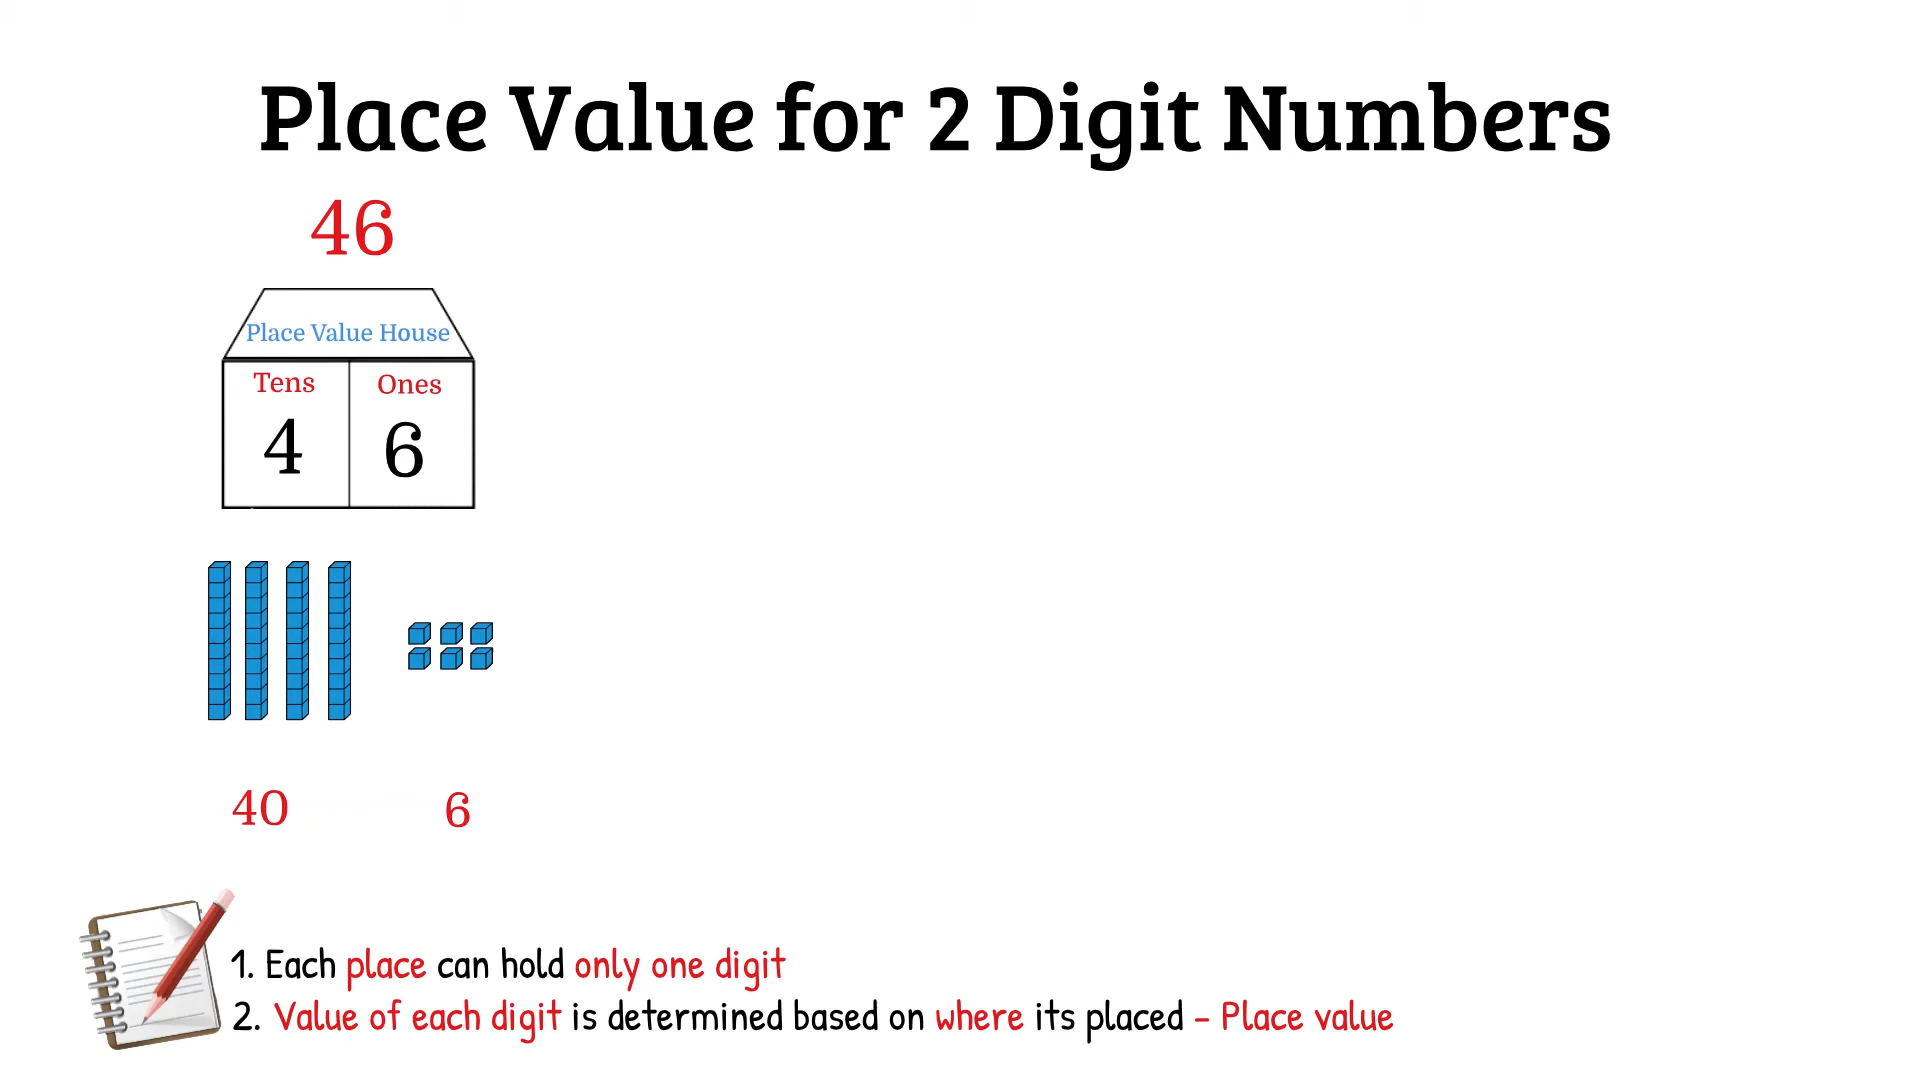 Place Value for 2 Digit Numbers
46
Place Value House
Tens Ones
4 6
40 6
1. Each place can hold only one digit
2. Value of each digit is determined based on where its placed - Place value